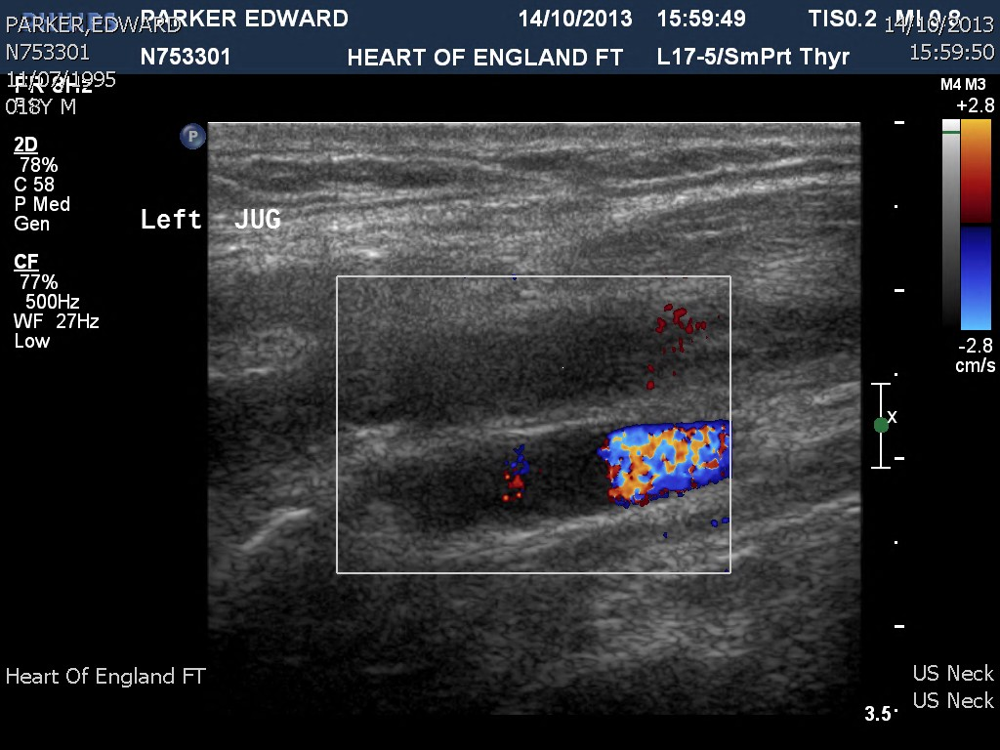 PHILIPS PARKER EDWARD 14/10/2013 15:59:49 TIS0.2 MI 0.8
PARKER,EDWARD 14/10/2013
N753301 N753301 HEART OF ENGLAND FT L17-5/SmPrt Thyr 15:59:50
11/07/1995
FR 8Hz
018Y M
M4 M3
+2.8
P
2D
78%
C 58
P Med
Gen
Left JUG
CF
77%
500Hz
WF 27Hz
Low
-2.8
cm/s
x
Heart Of England FT
US Neck
US Neck
3.5